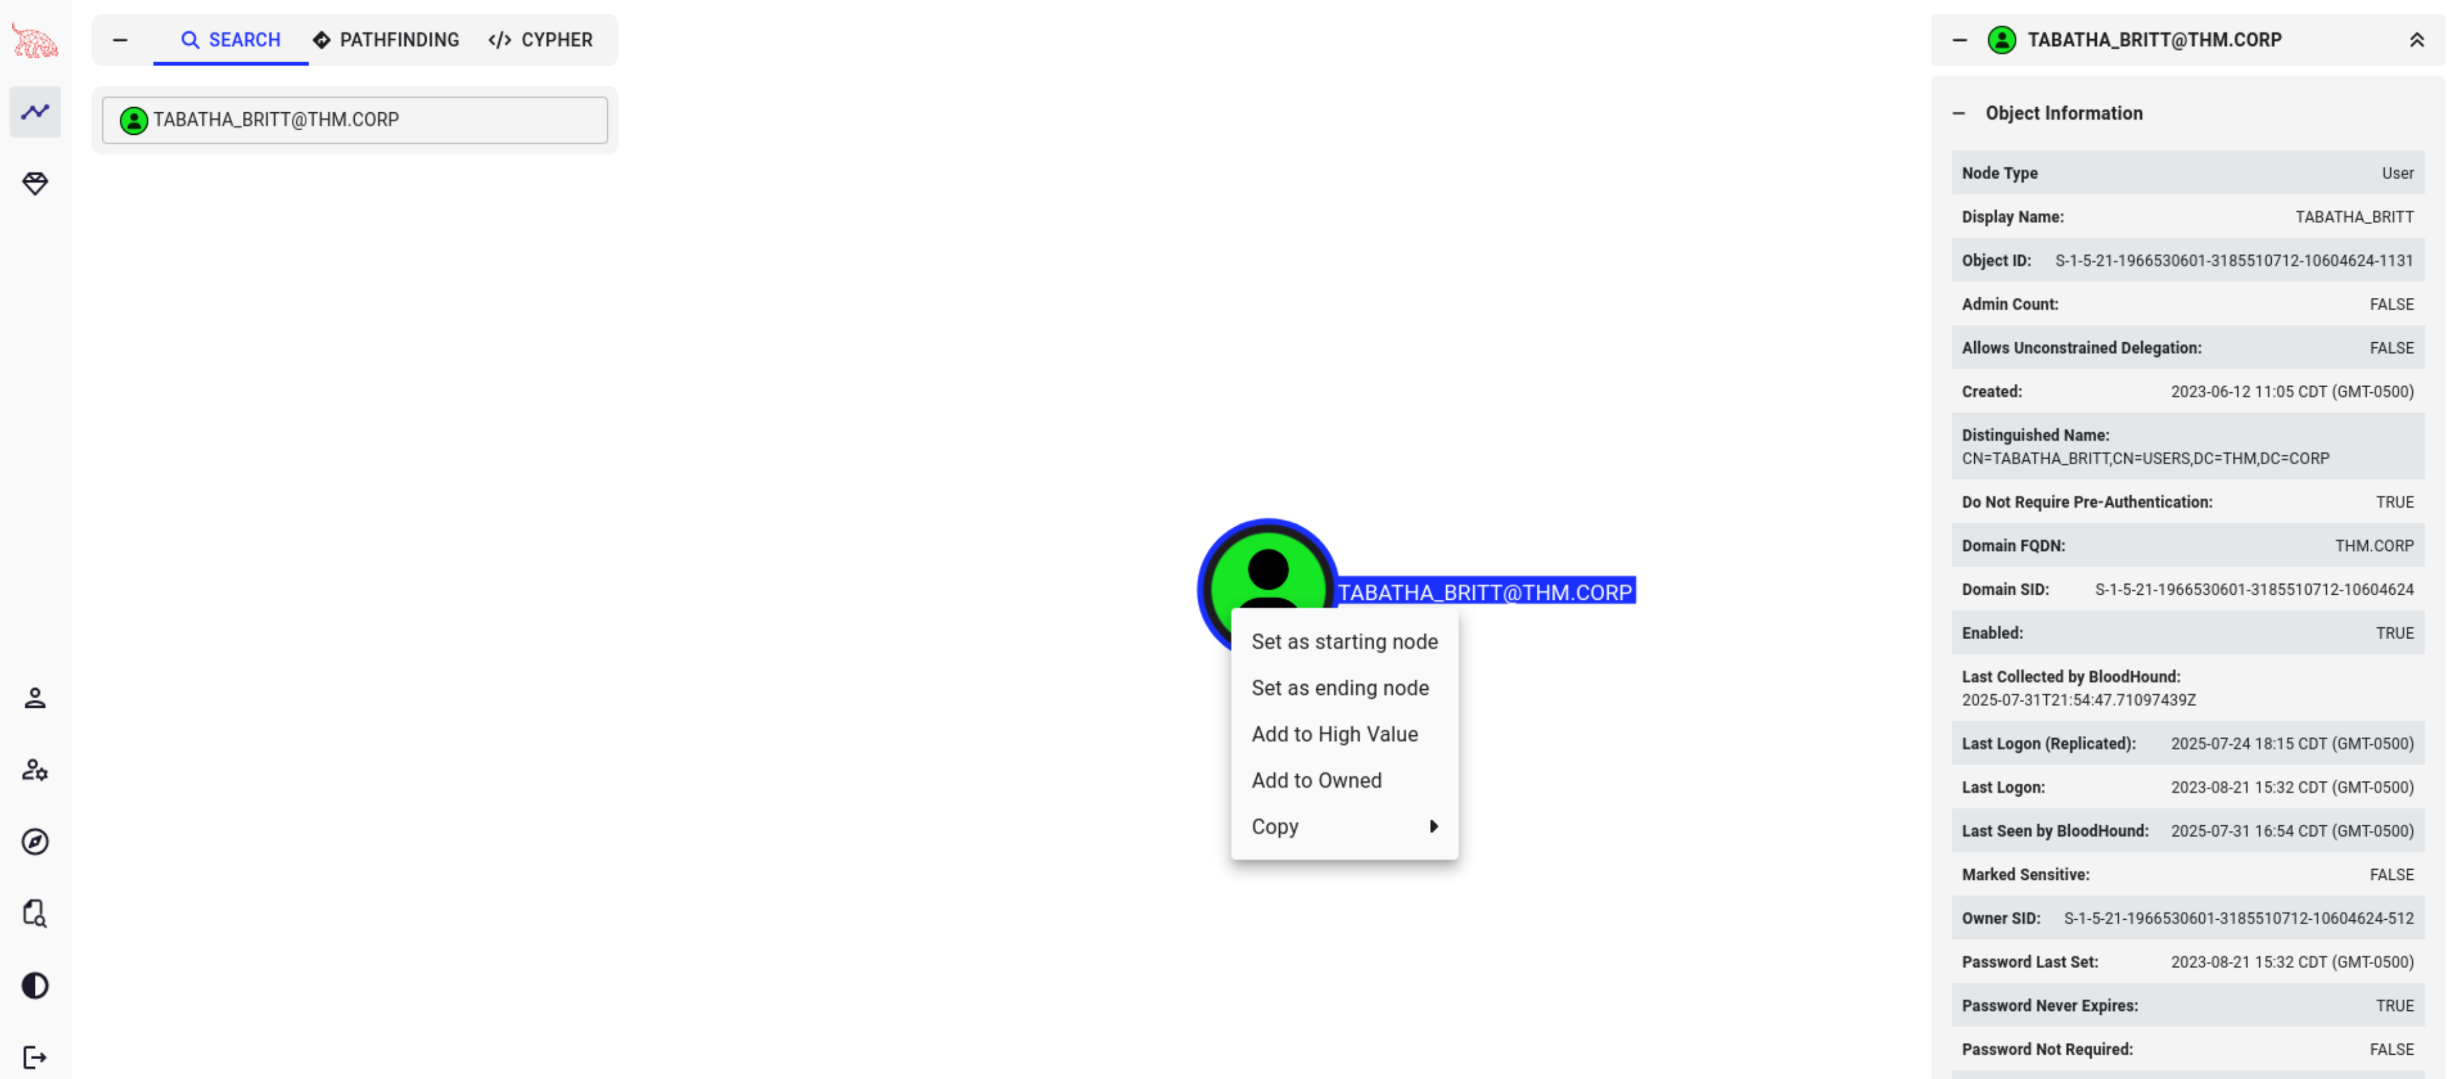 SEARCH
PATHFINDING
</> CYPHER
TABATHA_BRITT@THM.CORP
TABATHA_BRITT@THM.CORP
Set as starting node
Set as ending node
Add to High Value
Add to Owned
Copy
TABATHA_BRITT@THM.CORP
Object Information
Node Type User
Display Name: TABATHA_BRITT
Object ID: S-1-5-21-1966530601-3185510712-10604624-1131
Admin Count: FALSE
Allows Unconstrained Delegation: FALSE
Created: 2023-06-12 11:05 CDT (GMT-0500)
Distinguished Name:
CN=TABATHA_BRITT,CN=USERS,DC=THM,DC=CORP
Do Not Require Pre-Authentication: TRUE
Domain FQDN: THM.CORP
Domain SID: S-1-5-21-1966530601-3185510712-10604624
Enabled: TRUE
Last Collected by BloodHound:
2025-07-31T21:54:47.71097439Z
Last Logon (Replicated): 2025-07-24 18:15 CDT (GMT-0500)
Last Logon: 2023-08-21 15:32 CDT (GMT-0500)
Last Seen by BloodHound: 2025-07-31 16:54 CDT (GMT-0500)
Marked Sensitive: FALSE
Owner SID: S-1-5-21-1966530601-3185510712-10604624-512
Password Last Set: 2023-08-21 15:32 CDT (GMT-0500)
Password Never Expires: TRUE
Password Not Required: FALSE